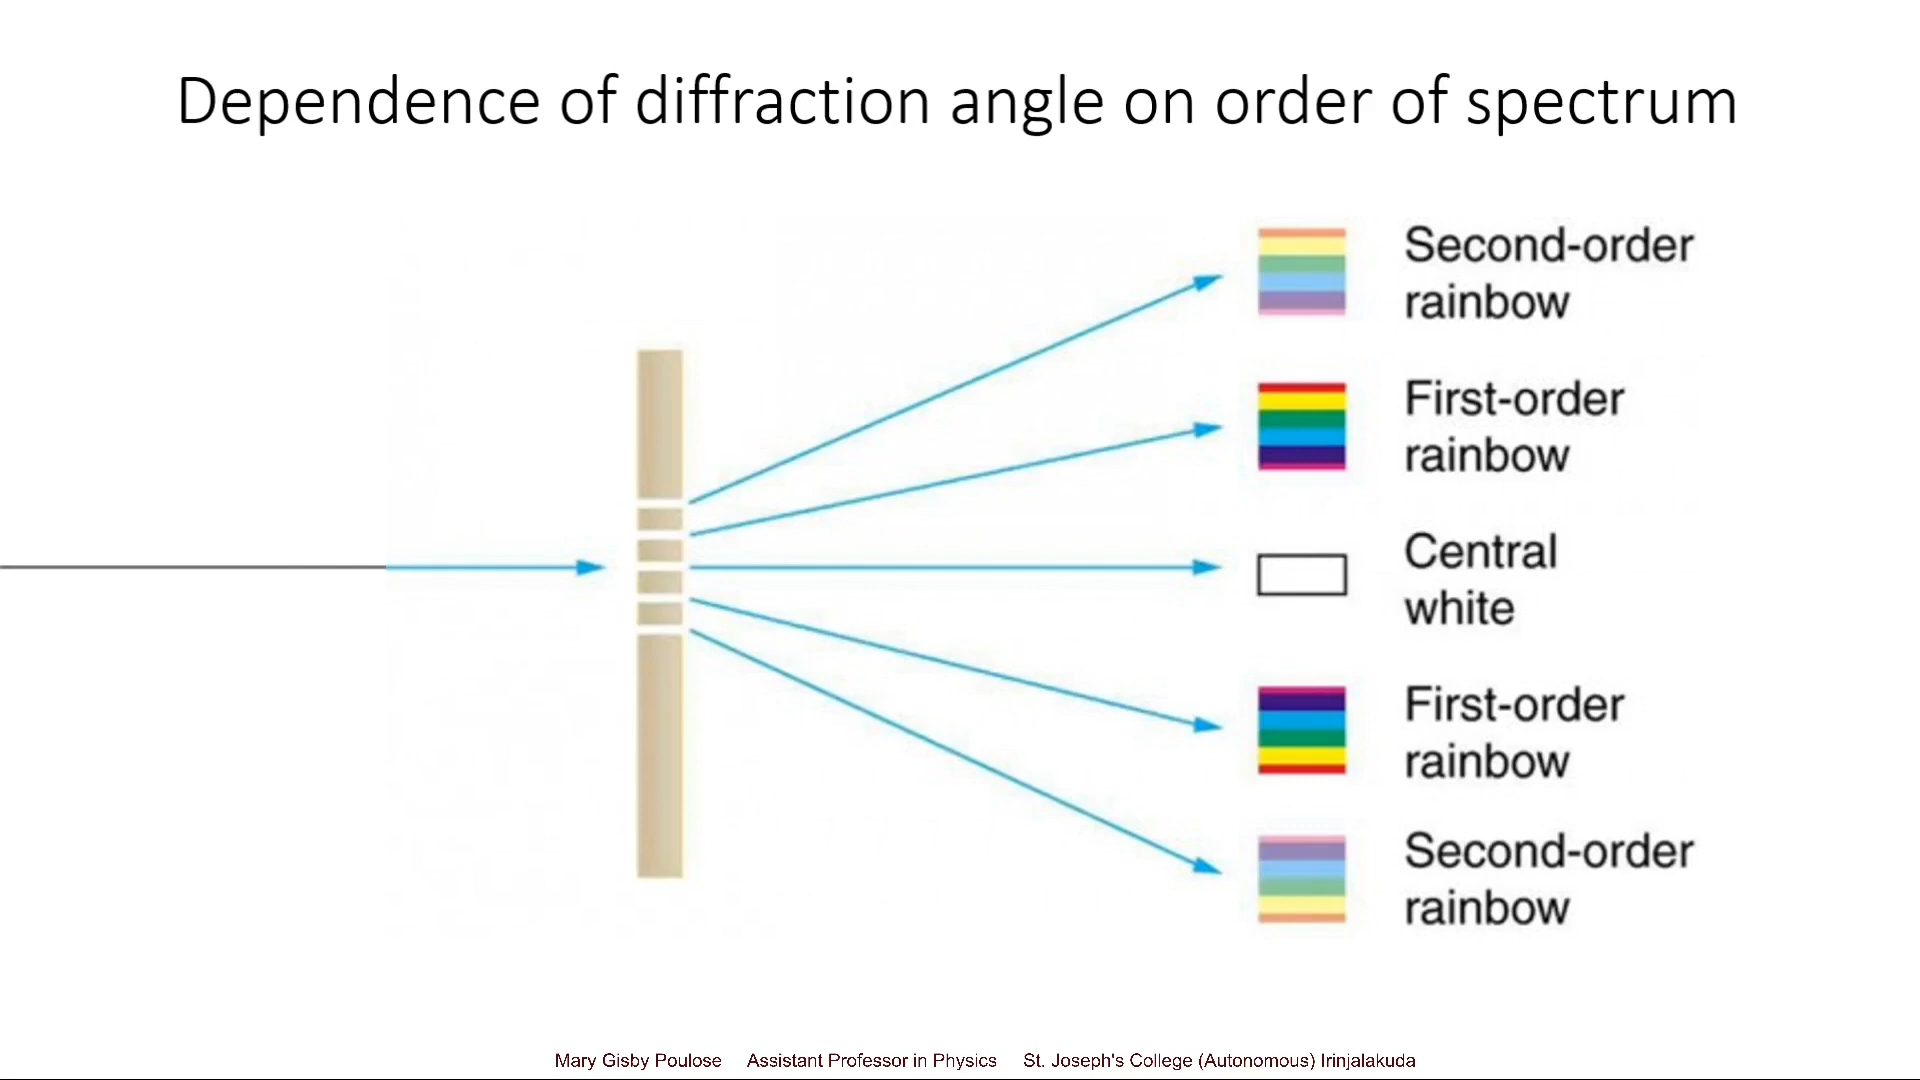 Dependence of diffraction angle on order of spectrum
Second-order
rainbow
First-order
rainbow
Central
white
First-order
rainbow
Second-order
rainbow
Mary Gisby Poulose Assistant Professor in Physics St. Joseph's College (Autonomous) Irinjalakuda